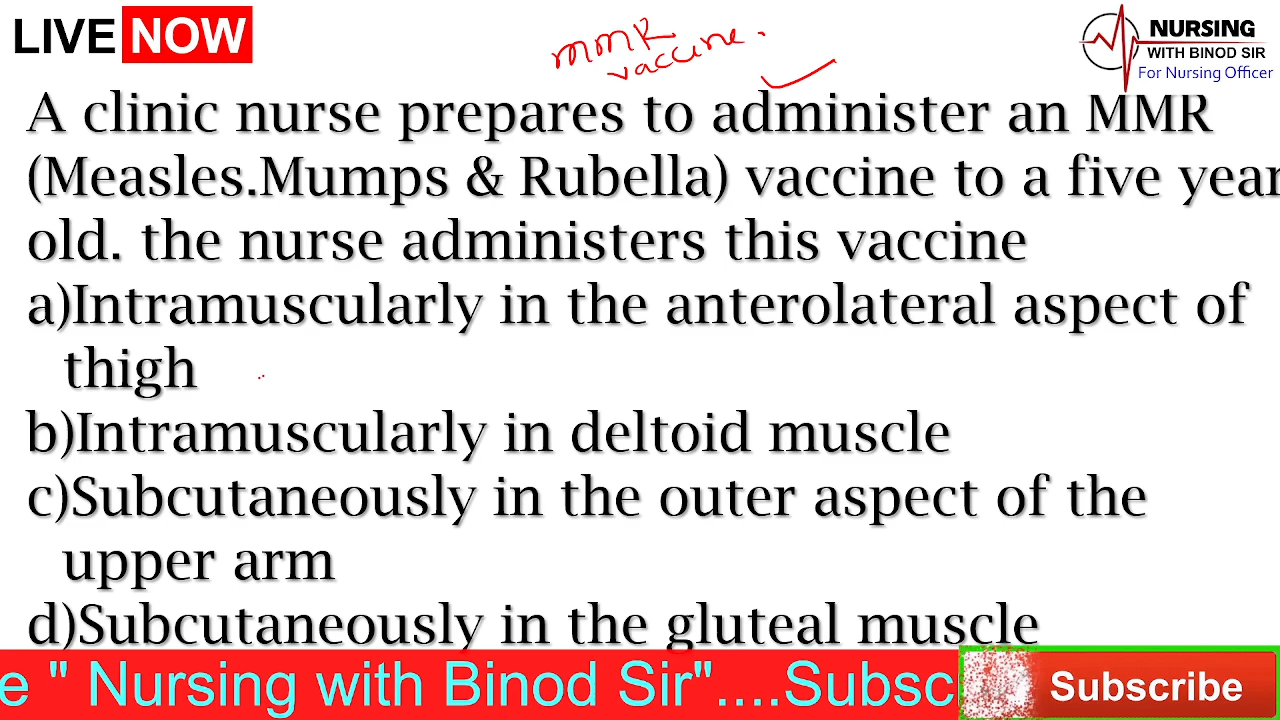 LIVE NOW
MMR
vaccine.
NURSING
WITH BINOD SIR
For Nursing Officer
A clinic nurse prepares to administer an MMR
(Measles.Mumps & Rubella) vaccine to a five year
old. the nurse administers this vaccine
a)Intramuscularly in the anterolateral aspect of
thigh
b)Intramuscularly in deltoid muscle
c)Subcutaneously in the outer aspect of the
upper arm
d)Subcutaneously in the gluteal muscle
e " Nursing with Binod Sir"....Subsc
Subscribe